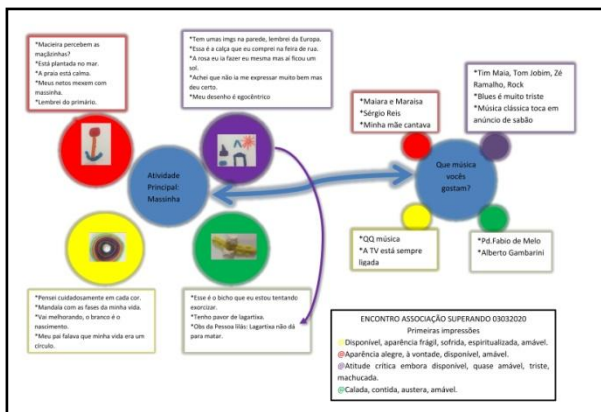 *Macieira percebem as
maçãzinhas?
*Está plantada no mar.
*A praia está calma.
*Meus netos mexem com
massinha.
*Lembrei do primário.
*Tem umas imgs na parede, lembrei da Europa.
*Essa é a calça que eu comprei na feira de rua.
*A rosa eu ia fazer eu mesma mas ai ficou um
sol.
*Achei que não ia me expressar muito bem mas
deu certo.
*Meu desenho é egocêntrico
Atividade
Principal:
Massinha
*Pensei cuidadosamente em cada cor.
*Mandala com as fases da minha vida.
*Vai melhorando, o branco é o
nascimento.
*Meu pai falava que minha vida era um
círculo.
*Esse é o bicho que eu estou tentando
exorcizar.
*Tenho pavor de lagartixa.
*Obs da Pessoa lilás: Lagartixa não dá
para matar.
*Maiara e Maraisa
*Sérgio Reis
*Minha mãe cantava
*Tim Maia, Tom Jobim, Zé
Ramalho, Rock
*Blues é muito triste
*Música clássica toca em
anúncio de sabão
Que música
vocês
gostam?
*QQ música
*A TV está sempre
ligada
*Pd.Fabio de Melo
*Alberto Gambarini
ENCONTRO ASSOCIAÇÃO SUPERANDO 03032020
Primeiras impressões
@Disponível, aparência frágil, sofrida, espiritualizada, amável.
@Aparência alegre, à vontade, disponível, amável.
@Atitude crítica embora disponível, quase amável, triste,
machucada.
@Calada, contida, austera, amável.